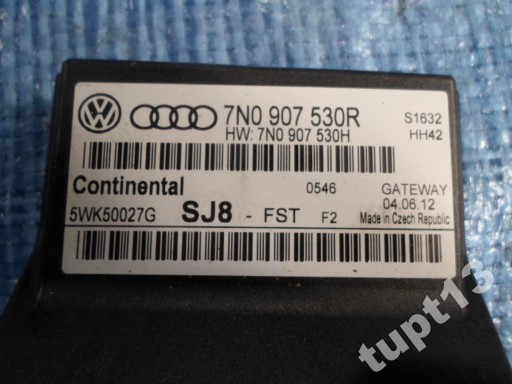 7N0 907 530R S1632
HW: 7N0 907 530H HH42
Continental 0546 GATEWAY
5WK50027G SJ8 - FST F2 04.06.12
Made in Czech Republic
tupt13